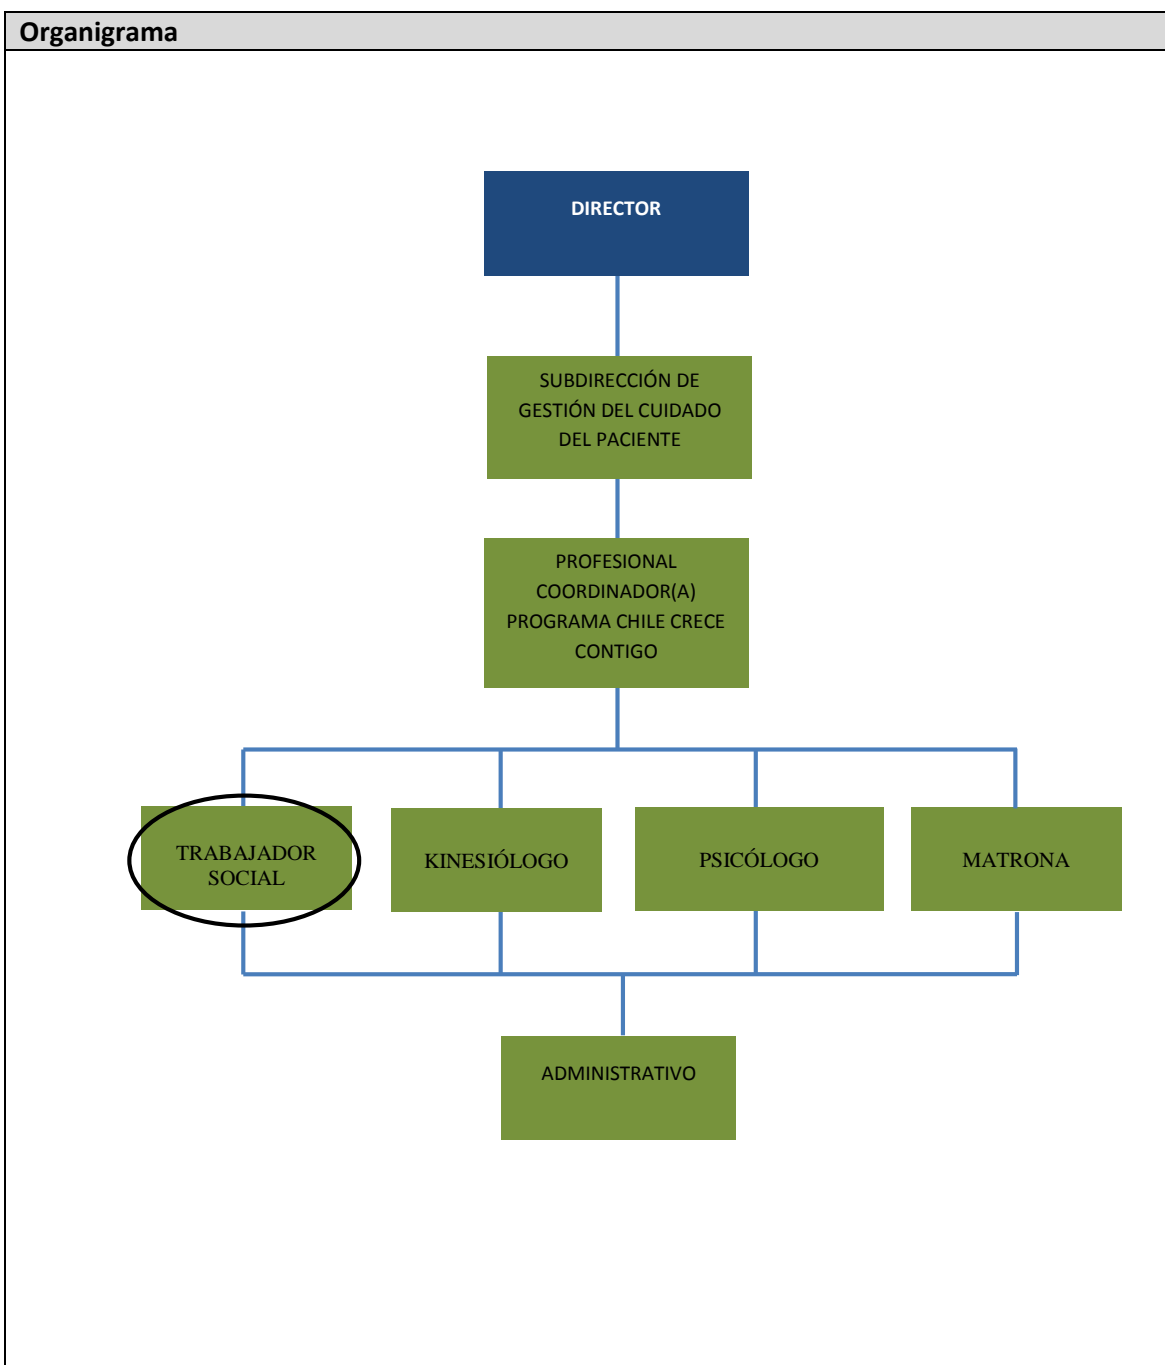 Organigrama
DIRECTOR
SUBDIRECCIÓN DE
GESTIÓN DEL CUIDADO
DEL PACIENTE
PROFESIONAL
COORDINADOR(A)
PROGRAMA CHILE CRECE
CONTIGO
TRABAJADOR
SOCIAL
KINESIÓLOGO
PSICÓLOGO
MATRONA
ADMINISTRATIVO